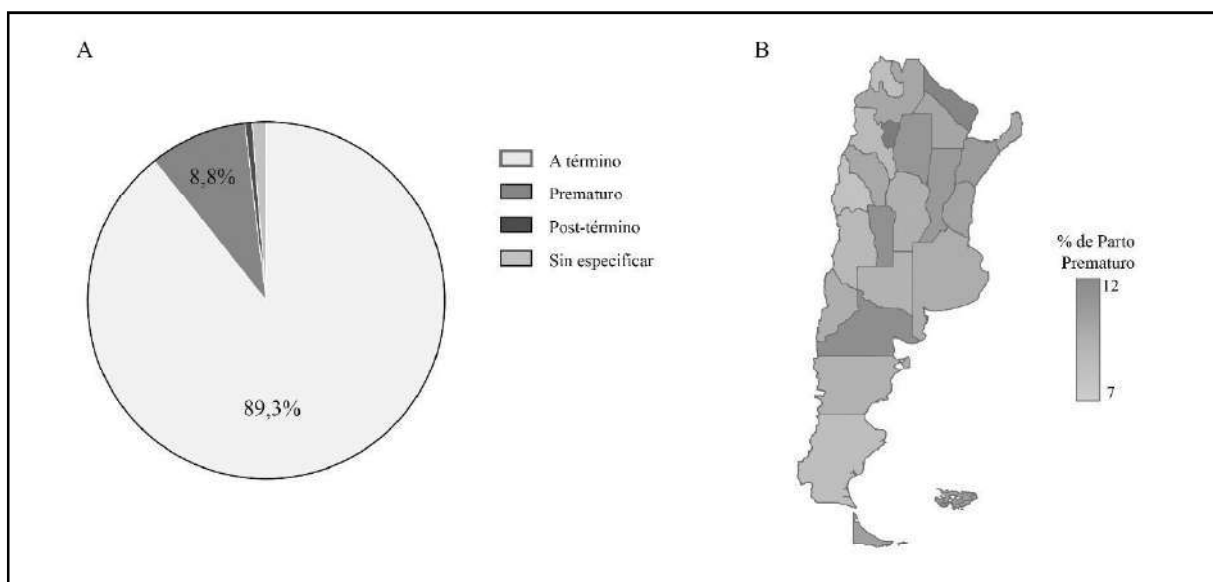 A
8,8%
89,3%
A término
Prematuro
Post-término
Sin especificar
B
% de Parto
Prematuro
12
7